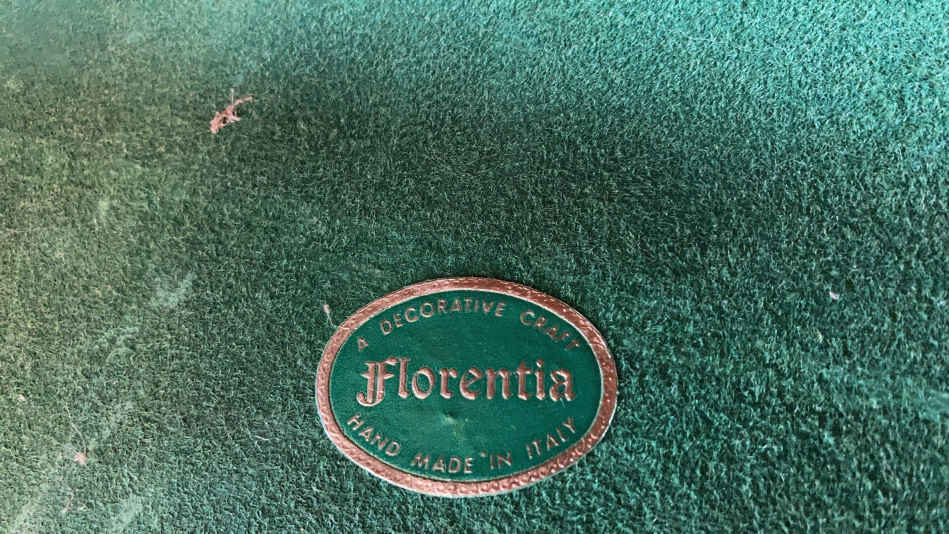 A DECORATIVE CRAFT
Florentia
HAND MADE IN ITALY